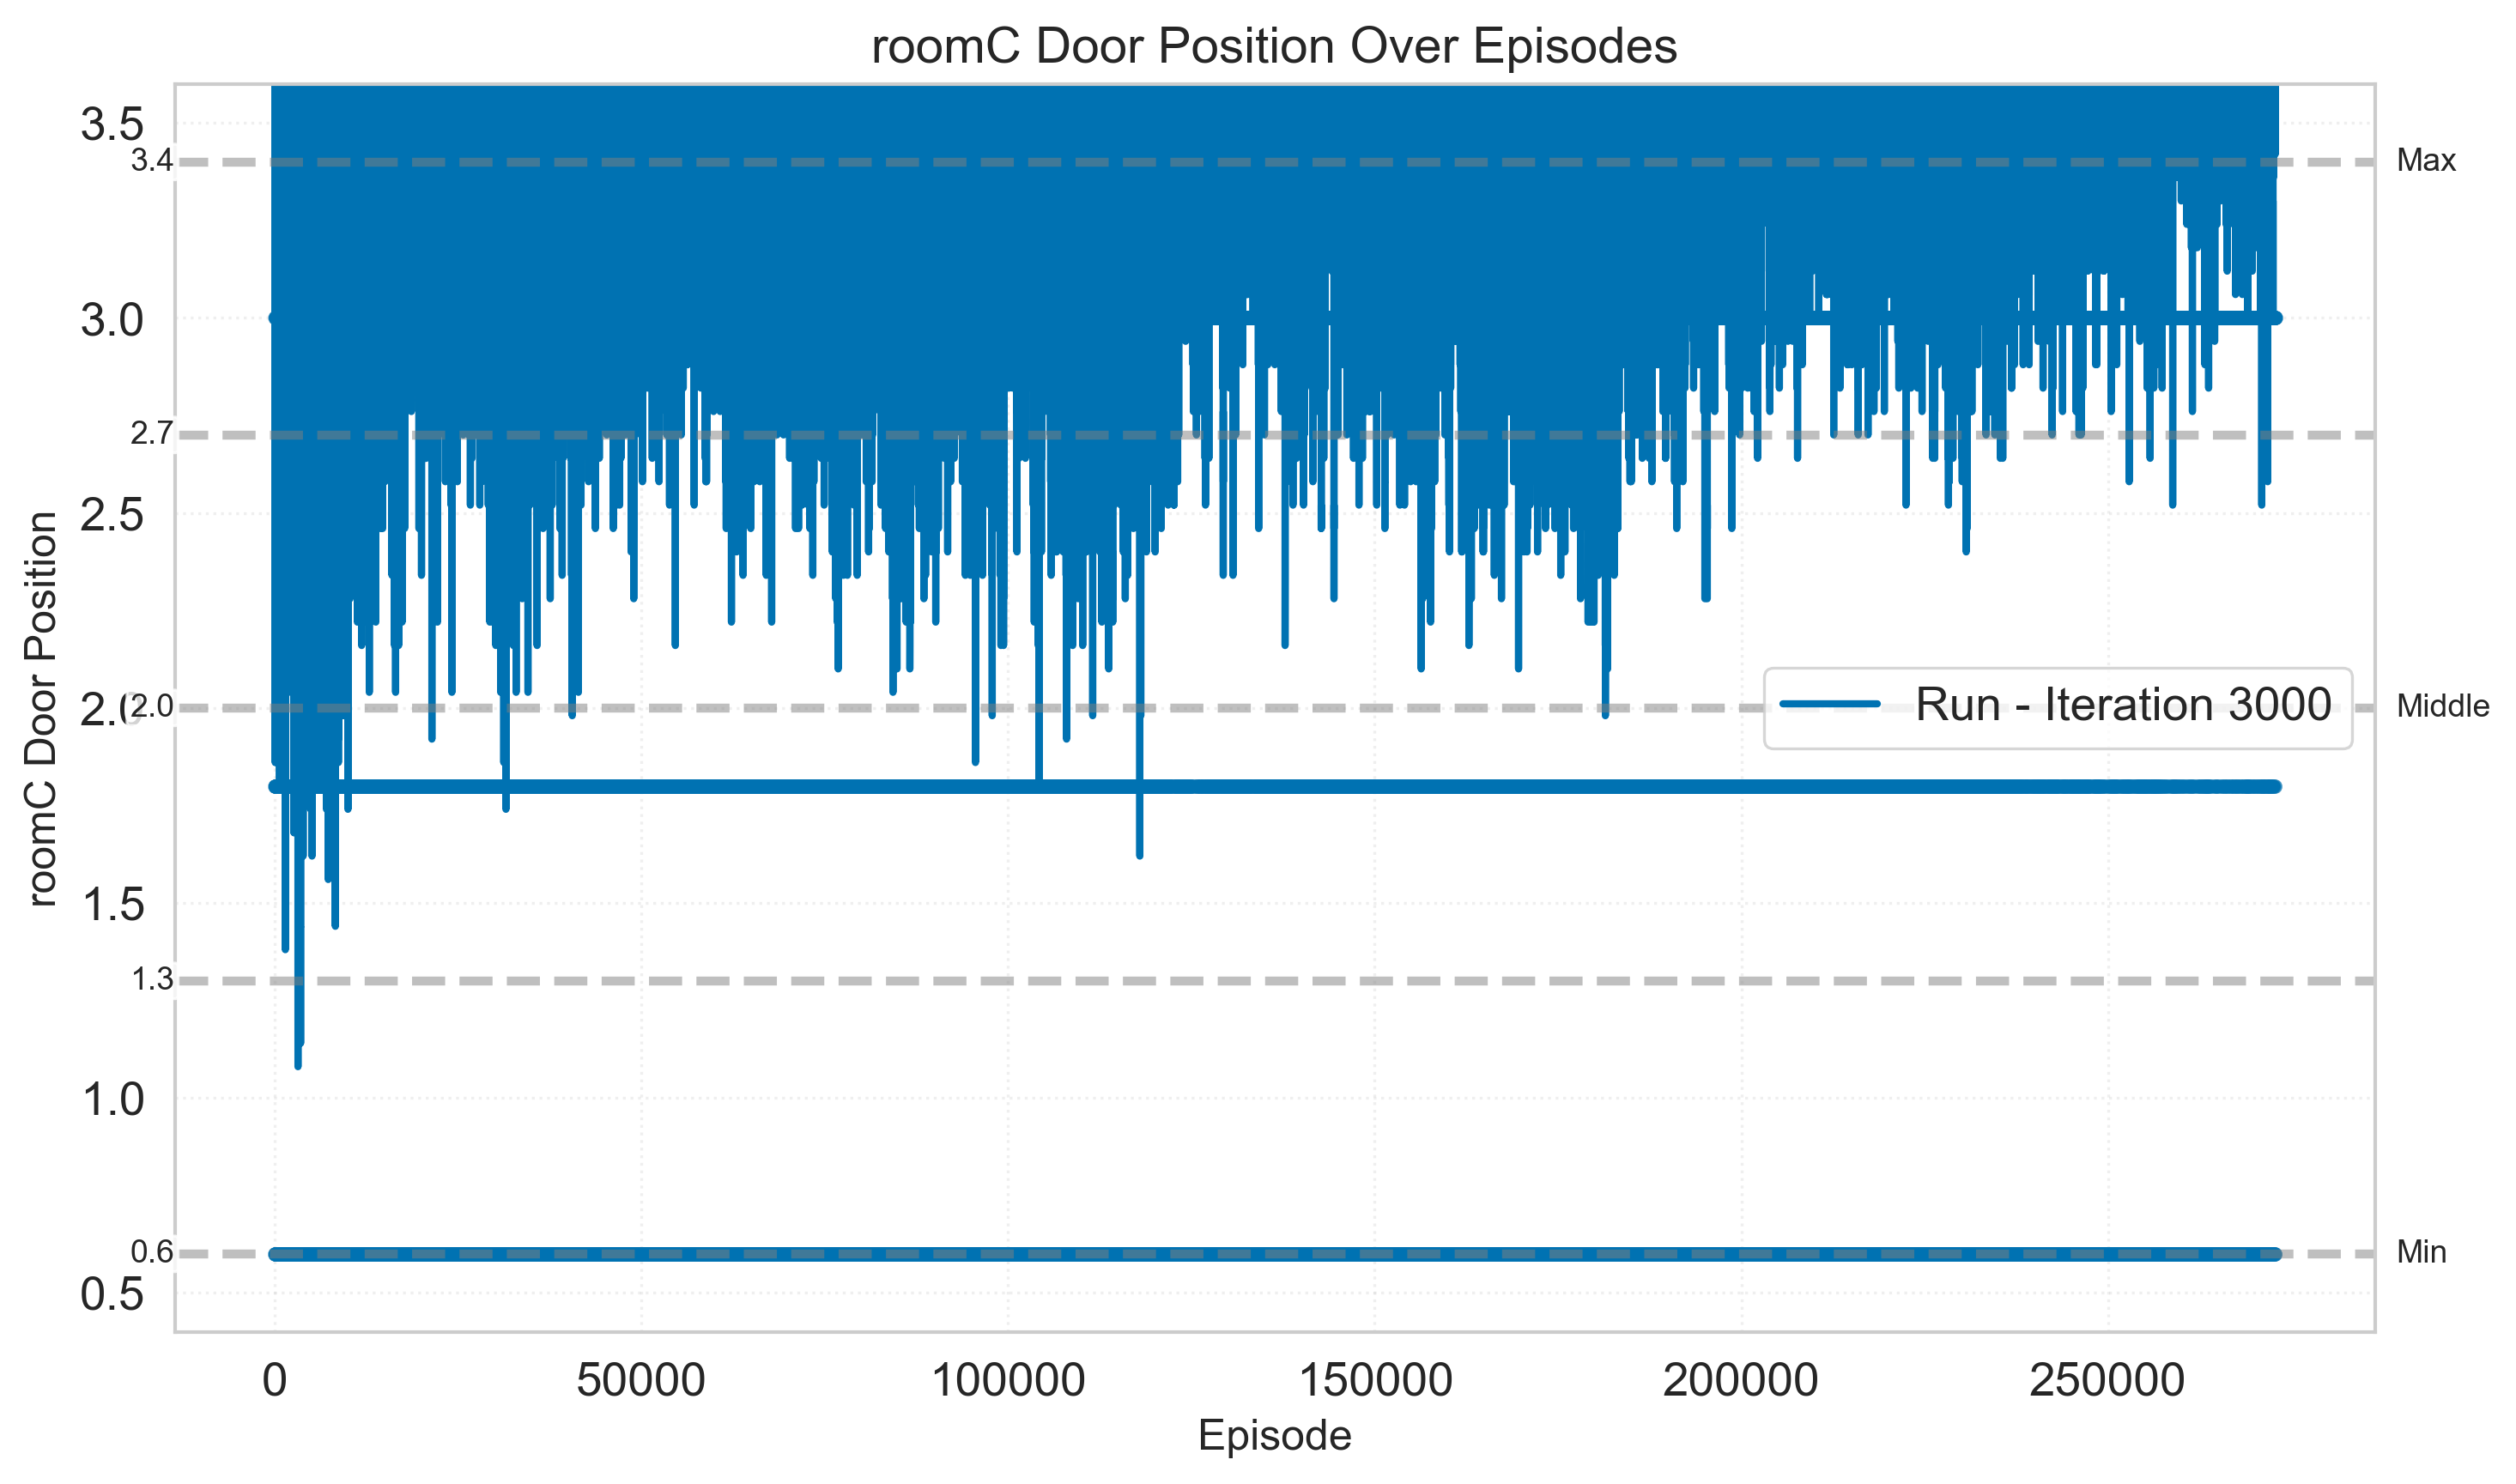 roomC Door Position Over Episodes
3.5
3.4
Max
3.0
2.7
2.5
2.0
2.0
Middle
Run - Iteration 3000
1.5
1.3
1.0
0.6
Min
0.5
roomC Door Position
0
50000
100000
150000
200000
250000
Episode